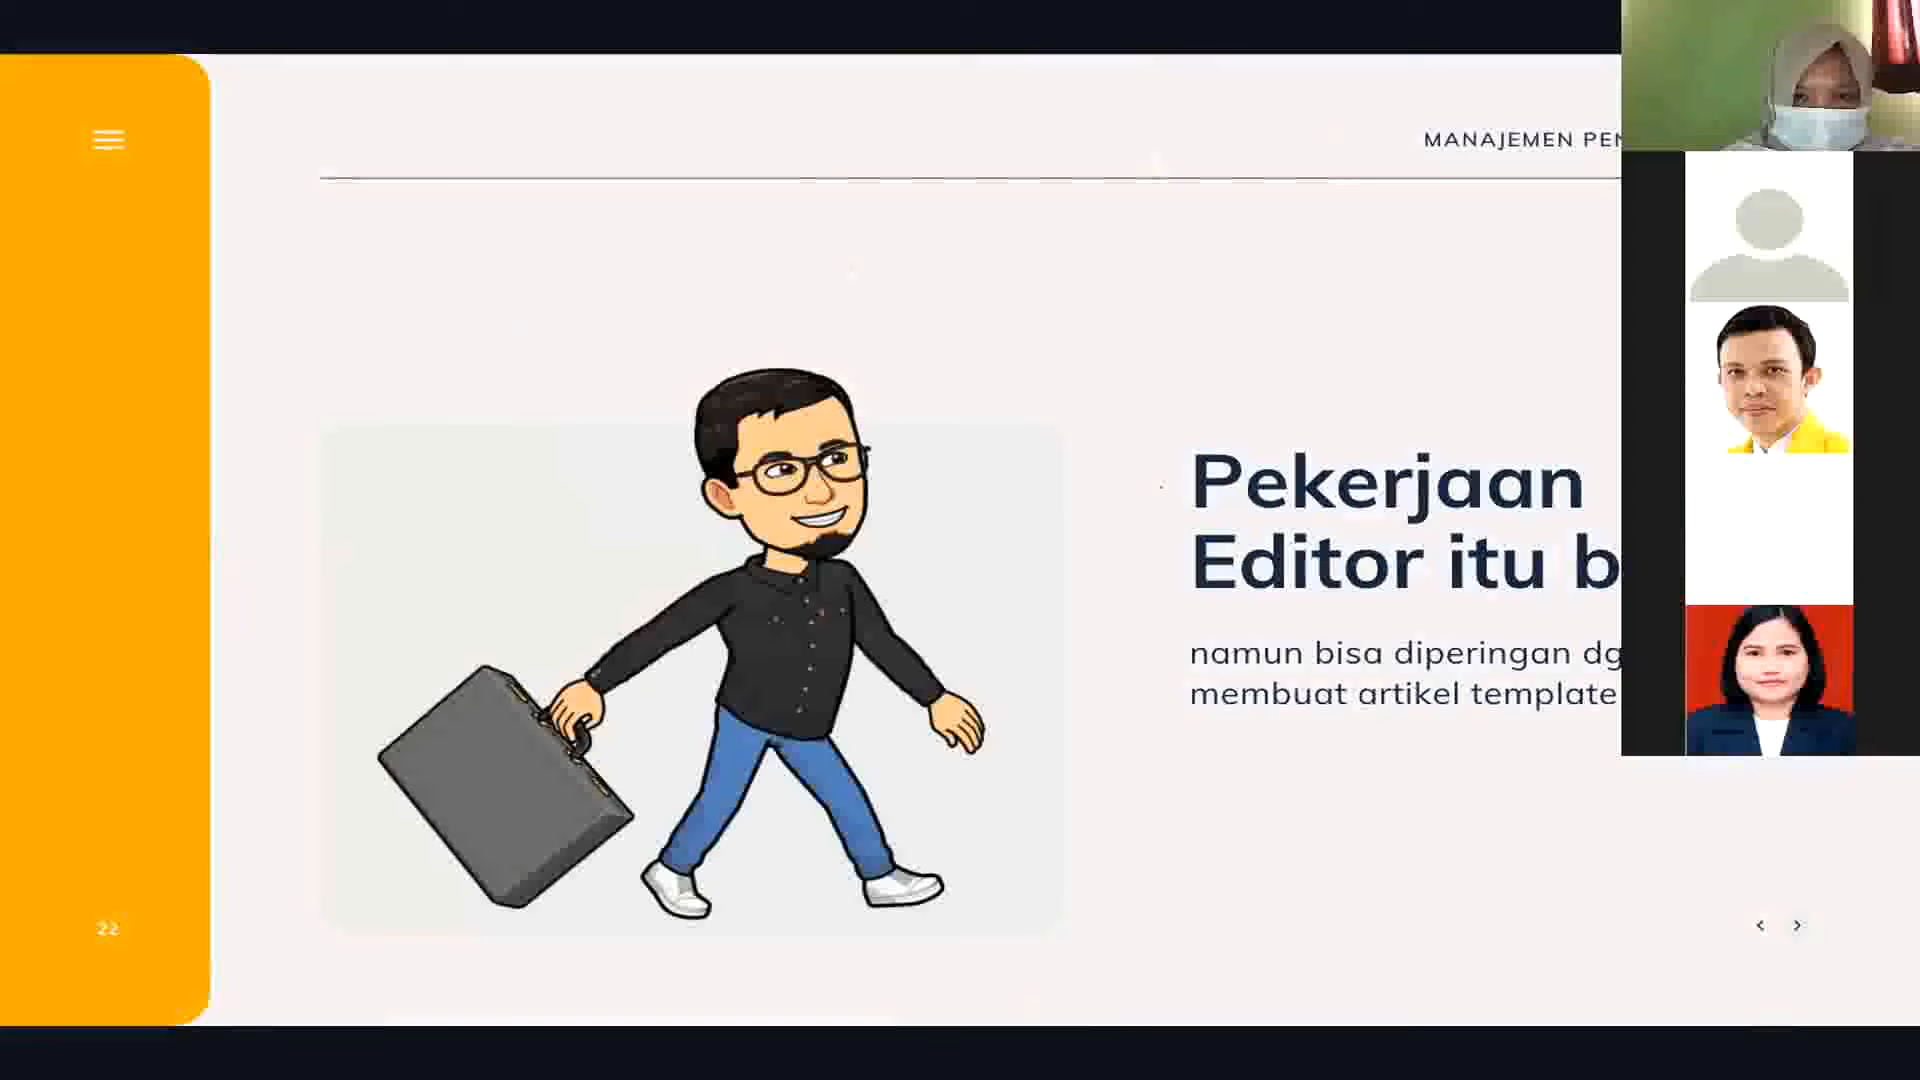 MANAJEMEN PEN
Pekerjaan
Editor itu b
namun bisa diperingan dg
membuat artikel template
22